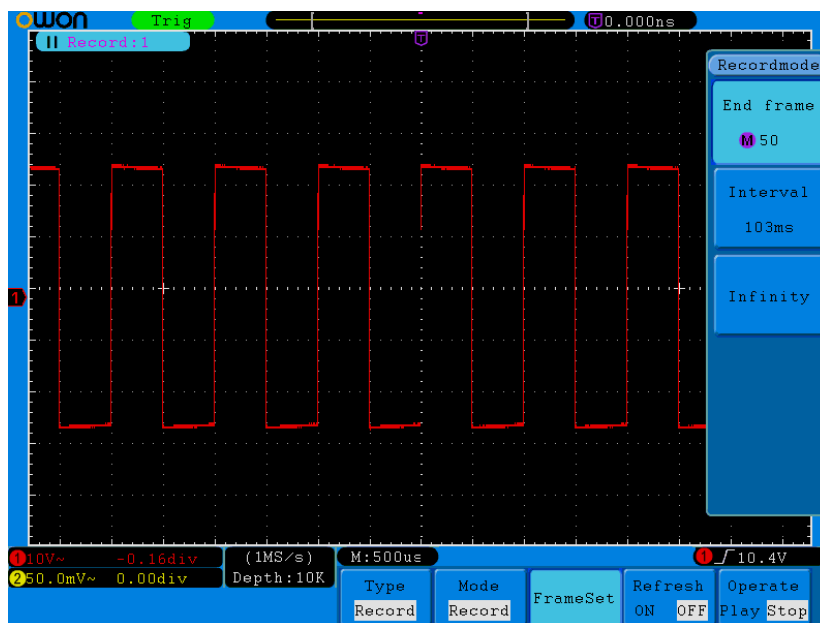 OWON Trig T 0.000ns
Record:1
T
Recordmode
End frame
M 50
Interval
103ms
Infinity
1
1 10V~ -0.16div (1MS/s) M:500us 1 10.4V
2 50.0mV~ 0.00div Depth:10K
Type Mode FrameSet Refresh Operate
Record Record ON OFF Play Stop